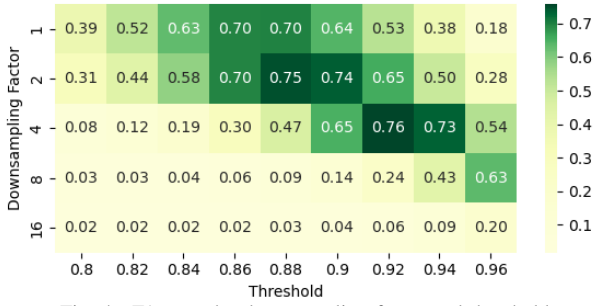 Downsampling Factor
1 0.39 0.52 0.63 0.70 0.70 0.64 0.53 0.38 0.18
2 0.31 0.44 0.58 0.70 0.75 0.74 0.65 0.50 0.28
4 0.08 0.12 0.19 0.30 0.47 0.65 0.76 0.73 0.54
8 0.03 0.03 0.04 0.06 0.09 0.14 0.24 0.43 0.63
16 0.02 0.02 0.02 0.02 0.03 0.04 0.06 0.09 0.20
0.8 0.82 0.84 0.86 0.88 0.9 0.92 0.94 0.96
Threshold
0.7
0.6
0.5
0.4
0.3
0.2
0.1